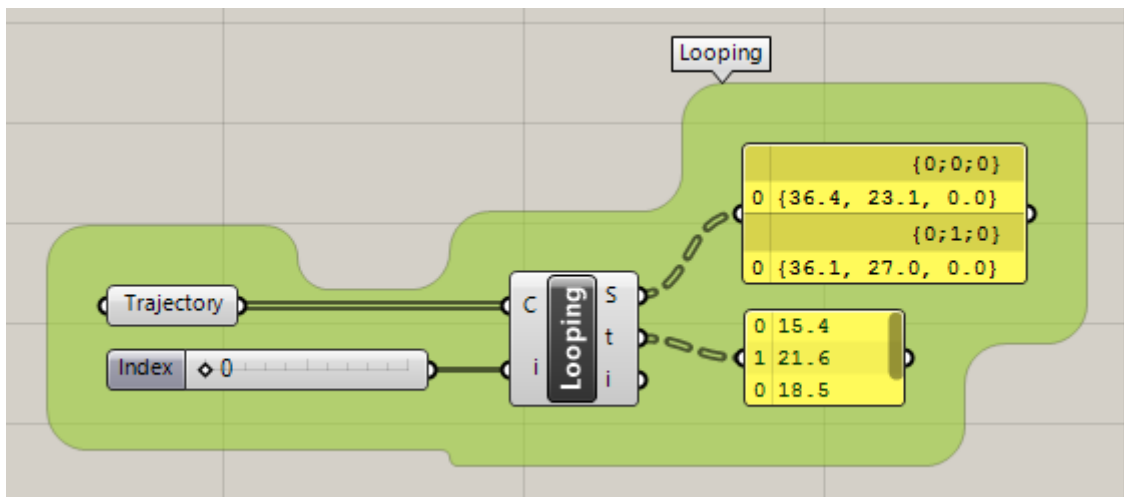 Looping
{0;0;0}
0 {36.4, 23.1, 0.0}
{0;1;0}
0 {36.1, 27.0, 0.0}
Trajectory
Index 0
C
i
Looping
S
t
i
0 15.4
1 21.6
0 18.5